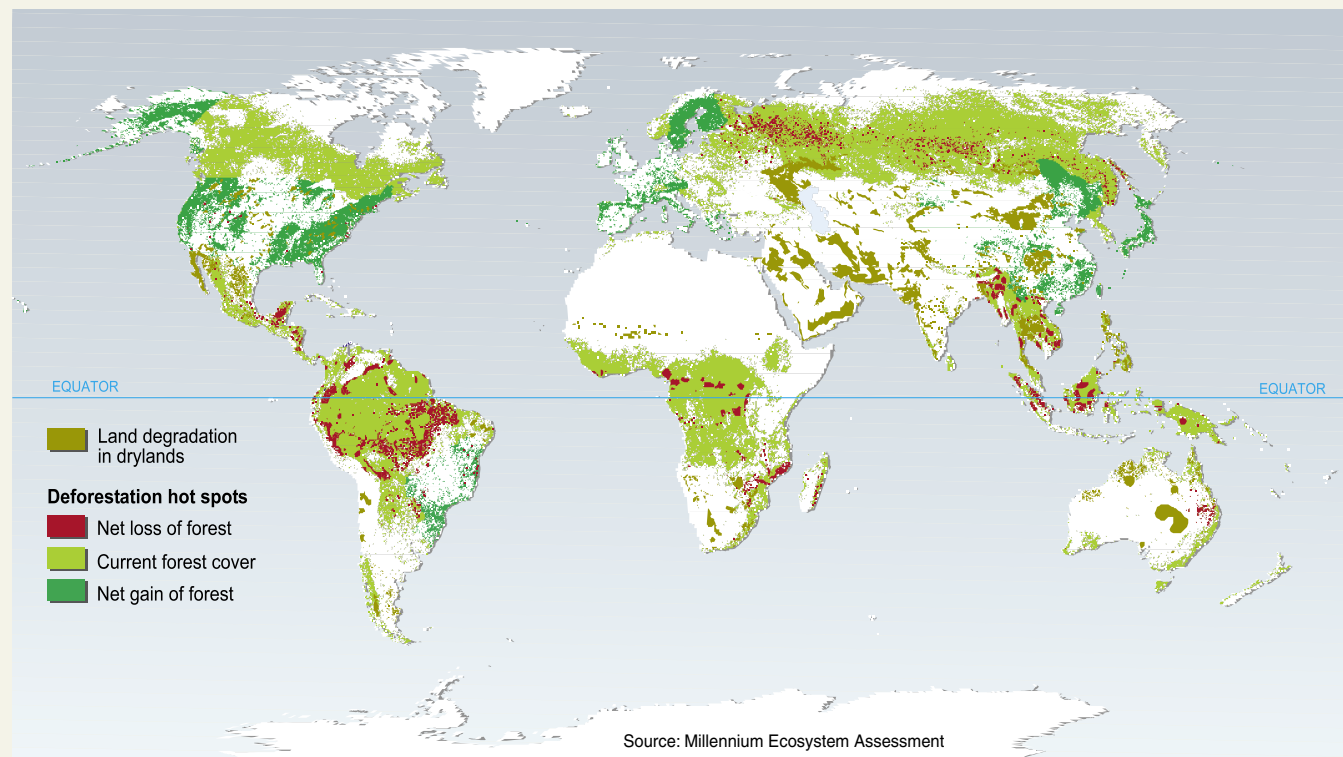 EQUATOR
EQUATOR
Land degradation
in drylands
Deforestation hot spots
Net loss of forest
Current forest cover
Net gain of forest
Source: Millennium Ecosystem Assessment